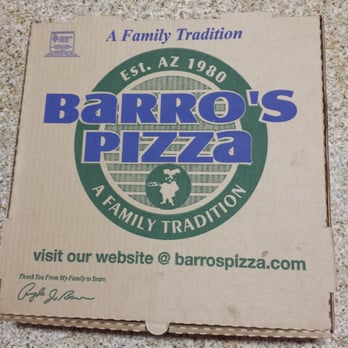 A Family Tradition
Est. AZ 1980
BaRRO'S
PIZZa
A FAMILY TRADITION
visit our website @ barrospizza.com
Thank You From My Family to Yours